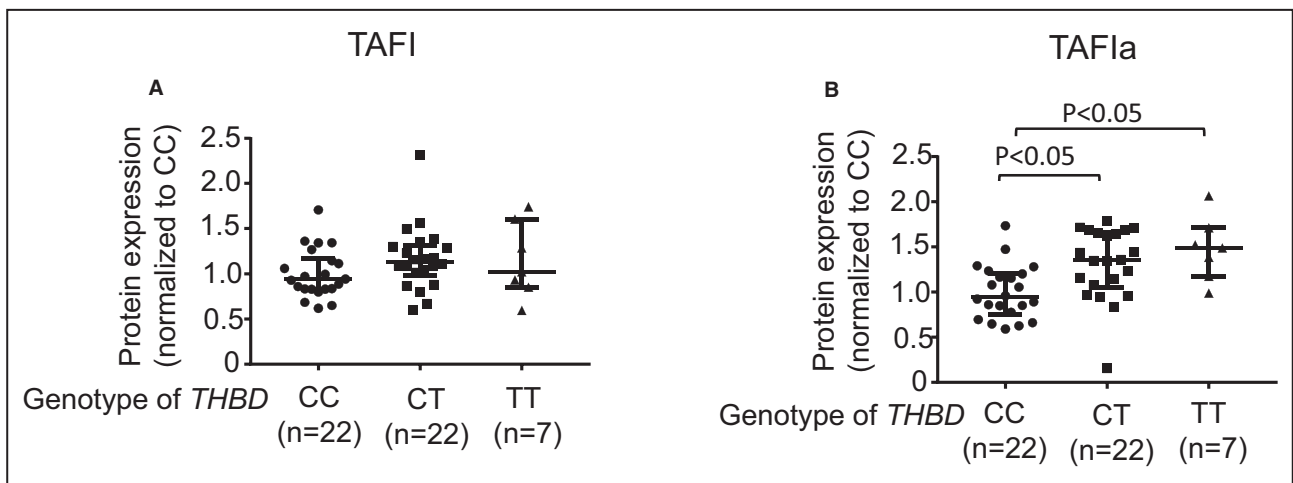 TAFI
A
Protein expression
(normalized to CC)
2.5
2.0
1.5
1.0
0.5
0
Genotype of THBD CC CT TT
(n=22) (n=22) (n=7)
TAFIa
B
P<0.05
P<0.05
Protein expression
(normalized to CC)
2.5
2.0
1.5
1.0
0.5
0
Genotype of THBD CC CT TT
(n=22) (n=22) (n=7)